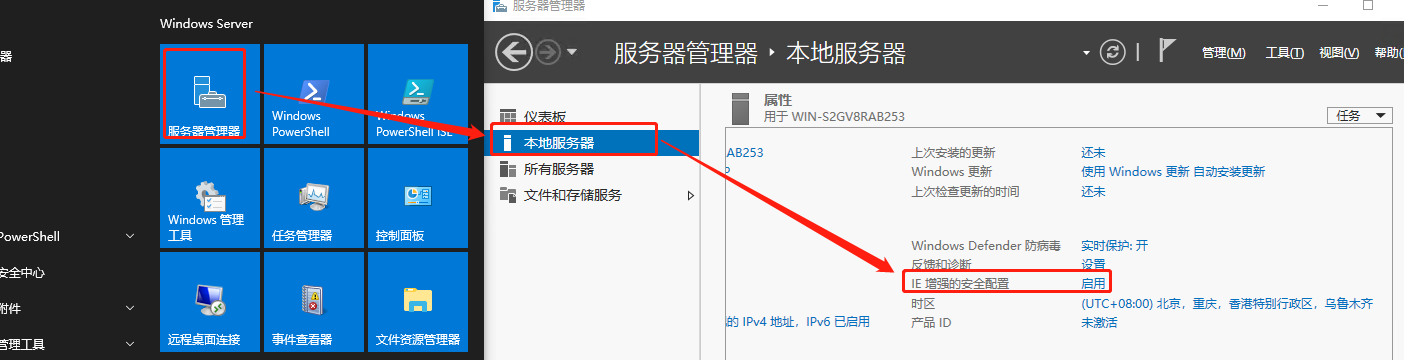 Windows Server
器
服务器管理器
Windows
PowerShell
Windows
PowerShell ISE
Windows 管理
工具
任务管理器
控制面板
PowerShell
安全中心
附件
管理工具
远程桌面连接
事件查看器
文件资源管理器
服务器管理器
服务器管理器 ‣ 本地服务器
管理(M)
工具(T)
视图(V)
帮助
仪表板
本地服务器
所有服务器
文件和存储服务
属性
用于 WIN-S2GV8RAB253
任务
AB253
上次安装的更新 还未
Windows 更新 使用 Windows 更新 自动安装更新
上次检查更新的时间 还未
Windows Defender 防病毒 实时保护: 开
反馈和诊断 设置
IE 增强的安全配置 启用
时区 (UTC+08:00) 北京，重庆，香港特别行政区，乌鲁木齐
的 IPv4 地址，IPv6 已启用 产品 ID 未激活